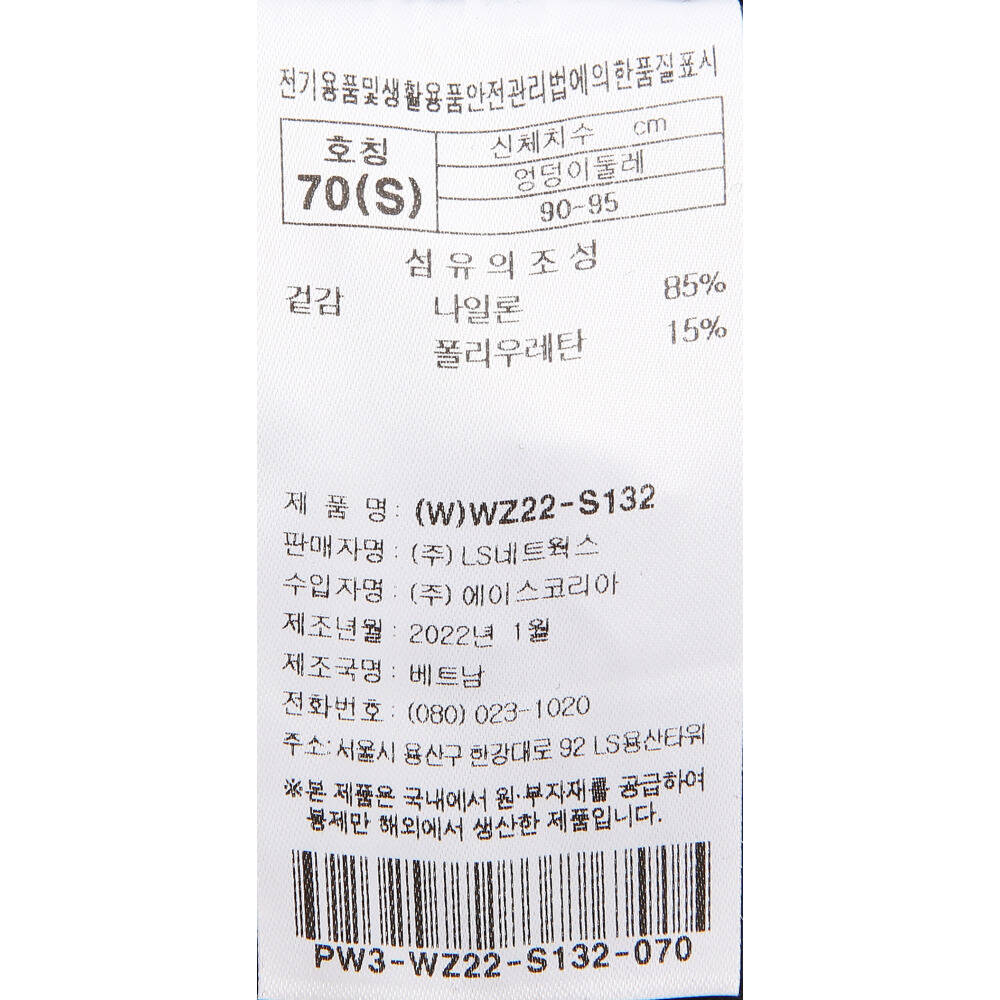 전기용품및생활용품안전관리법에의한품질표시
호칭 신체치수 cm
70(S) 엉덩이둘레
90-95
섬유의조성
겉감 나일론 85%
폴리우레탄 15%
제 품 명 : (W)WZ22-S132
판매자명 : (주) LS네트웍스
수입자명 : (주) 에이스코리아
제조년월 : 2022년 1월
제조국명 : 베트남
전화번호 : (080) 023-1020
주소: 서울시 용산구 한강대로 92 LS용산타워
※본 제품은 국내에서 원·부자재를 공급하여
봉제만 해외에서 생산한 제품입니다.
PW3-WZ22-S132-070